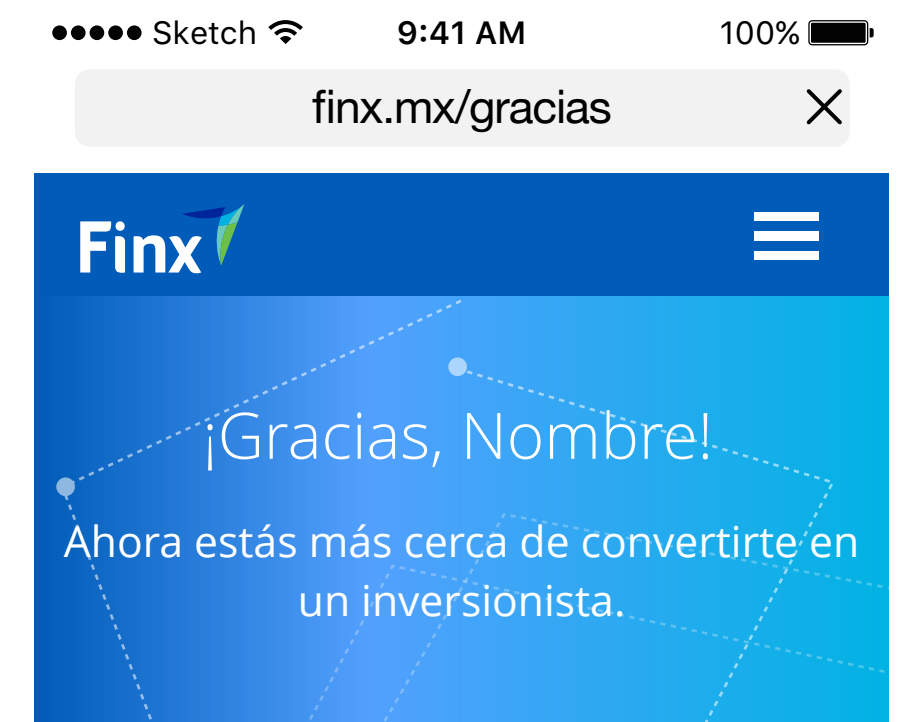 Sketch 9:41 AM 100%
finx.mx/gracias
Finx
¡Gracias, Nombre!
Ahora estás más cerca de convertirte en
un inversionista.